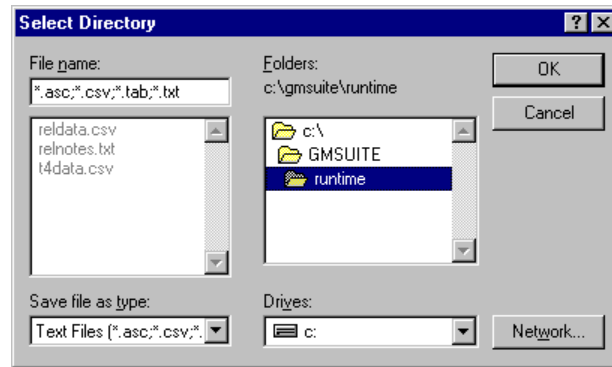 Select Directory
File name:
*.asc;*.csv;*.tab;*.txt
reldata.csv
relnotes.txt
t4data.csv
Save file as type:
Text Files (*.asc;*.csv;*.
Folders:
c:\gmsuite\runtime
c:\
GMSUITE
runtime
Drives:
c:
OK
Cancel
Network...